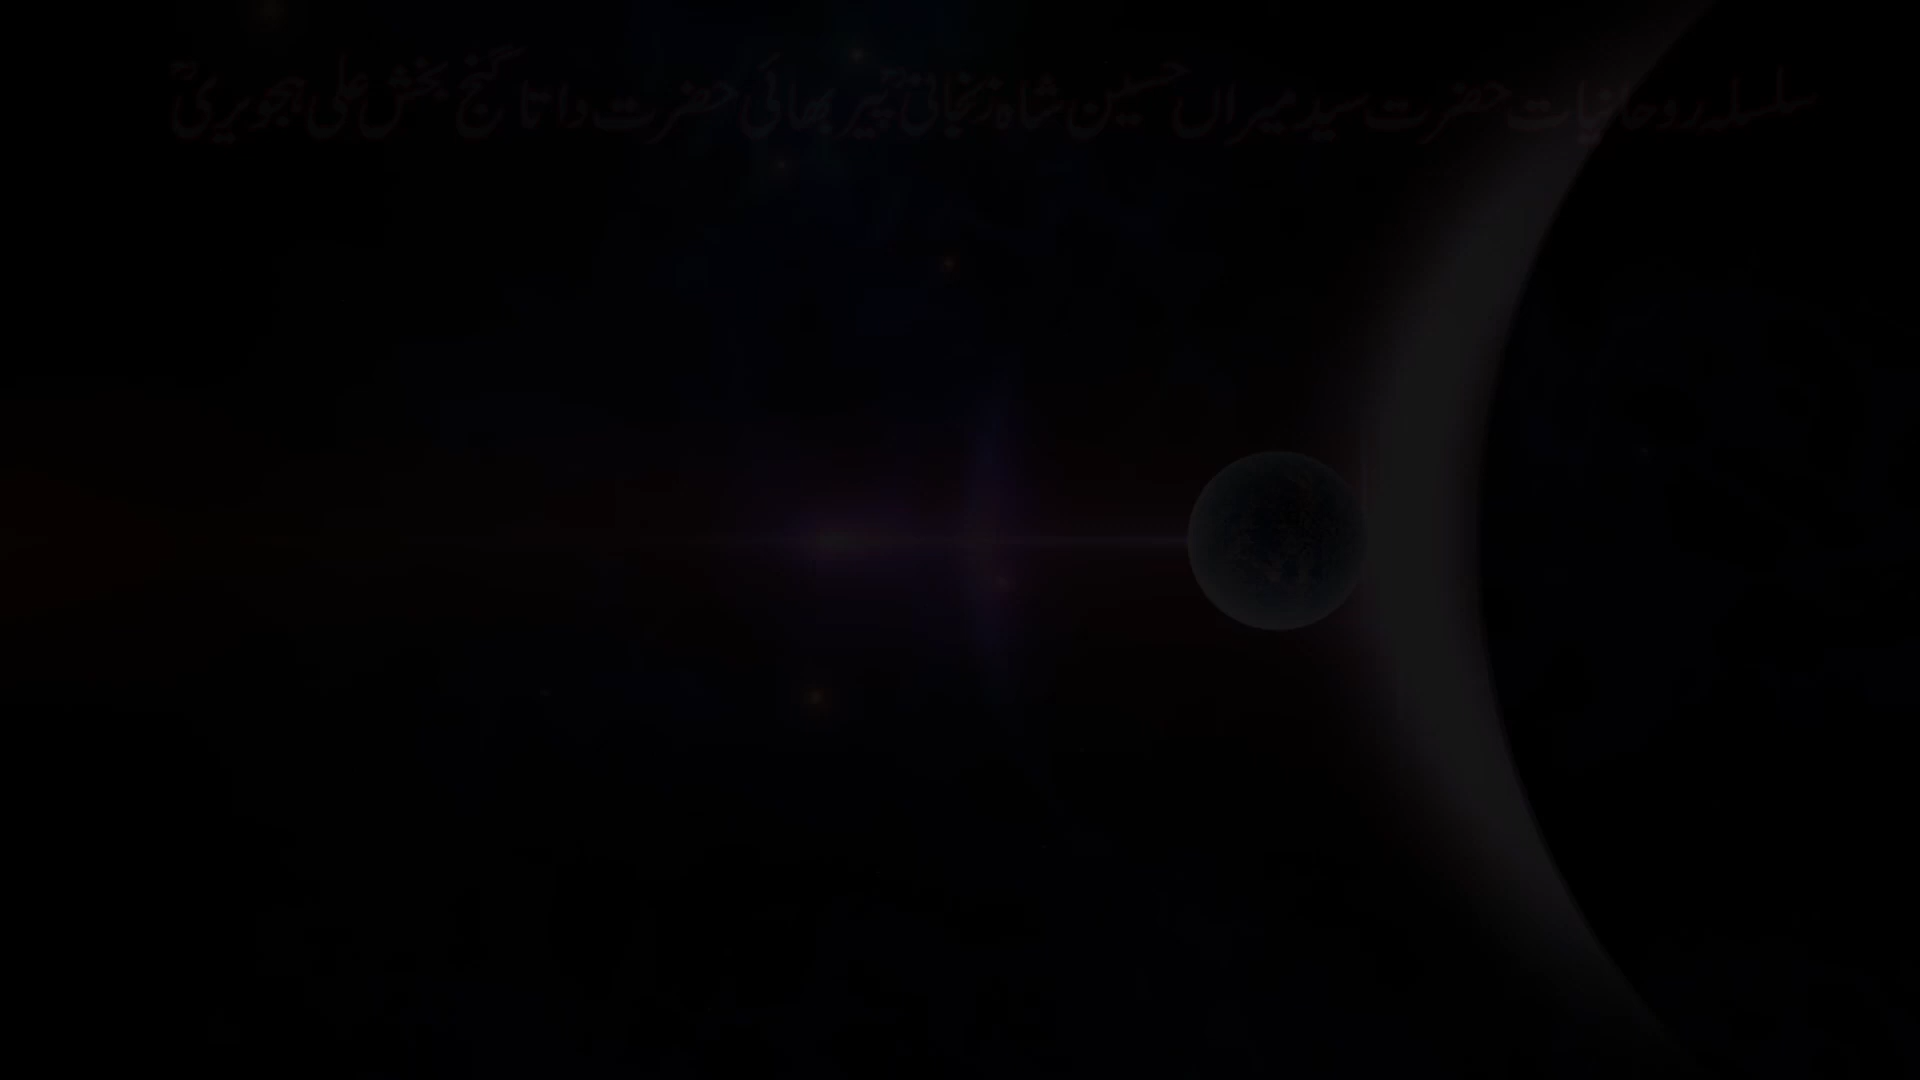 سلسلہ روحانیات حضرت سید میراں حسین شاہ زنجانیؒ پیر بھائی حضرت داتا گنج بخش علی ہجویریؒ